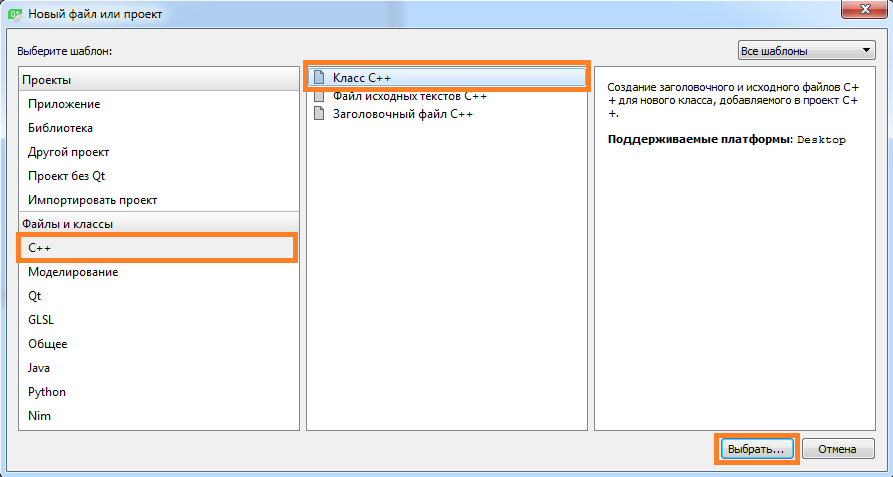 Новый файл или проект
Выберите шаблон:
Все шаблоны
Проекты
Приложение
Библиотека
Другой проект
Проект без Qt
Импортировать проект
Файлы и классы
C++
Моделирование
Qt
GLSL
Общее
Java
Python
Nim
Класс C++
Файл исходных текстов C++
Заголовочный файл C++
Создание заголовочного и исходного файлов C+
+ для нового класса, добавляемого в проект C+
+.
Поддерживаемые платформы: Desktop
Выбрать...
Отмена